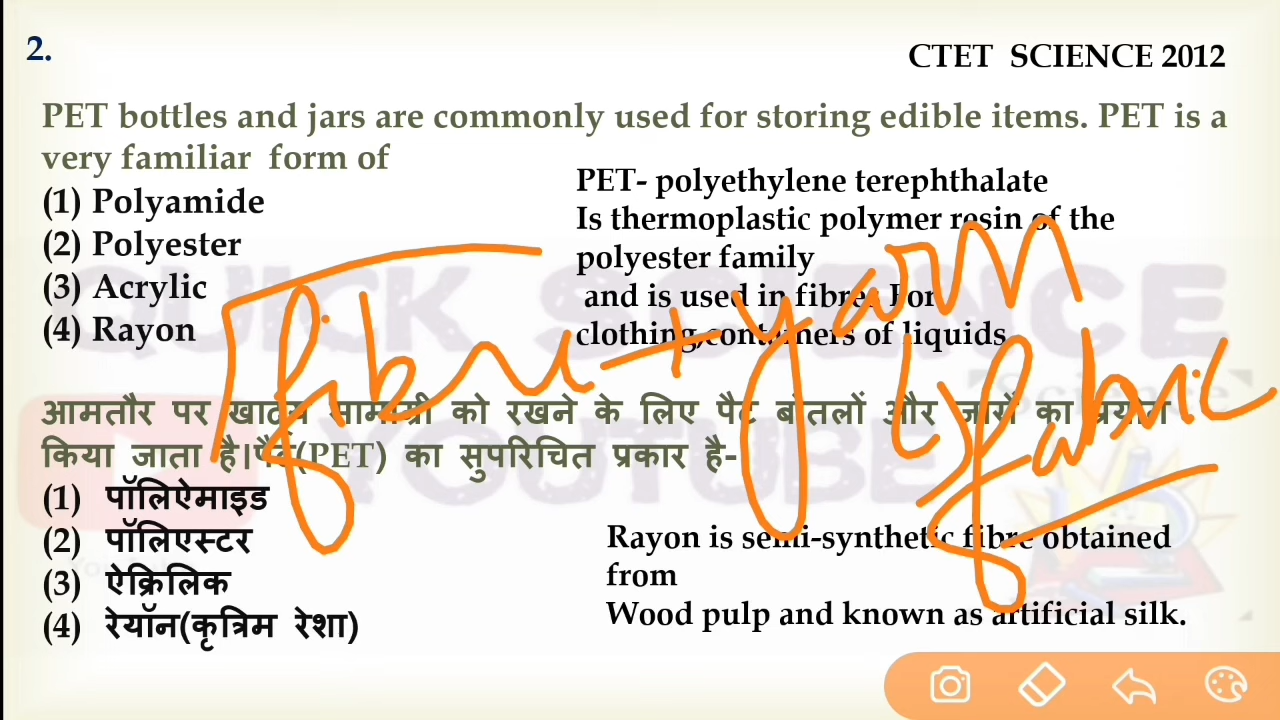 2.
CTET SCIENCE 2012
PET bottles and jars are commonly used for storing edible items. PET is a
very familiar form of
(1) Polyamide
(2) Polyester
(3) Acrylic
(4) Rayon
PET- polyethylene terephthalate
Is thermoplastic polymer resin of the
polyester family
and is used in fibres For
clothing,containers of liquids
fibre + yarn
fabric
QUICK SCIENCE
YOUTUBE
आमतौर पर खाद्य सामाग्री को रखने के लिए पैट बोतलों और जारों का प्रयोग
किया जाता है।पैट(PET) का सुपरिचित प्रकार है-
(1) पॉलिऐमाइड
(2) पॉलिएस्टर
(3) ऐक्रिलिक
(4) रेयॉन(कृत्रिम रेशा)
Rayon is semi-synthetic fibre obtained
from
Wood pulp and known as artificial silk.